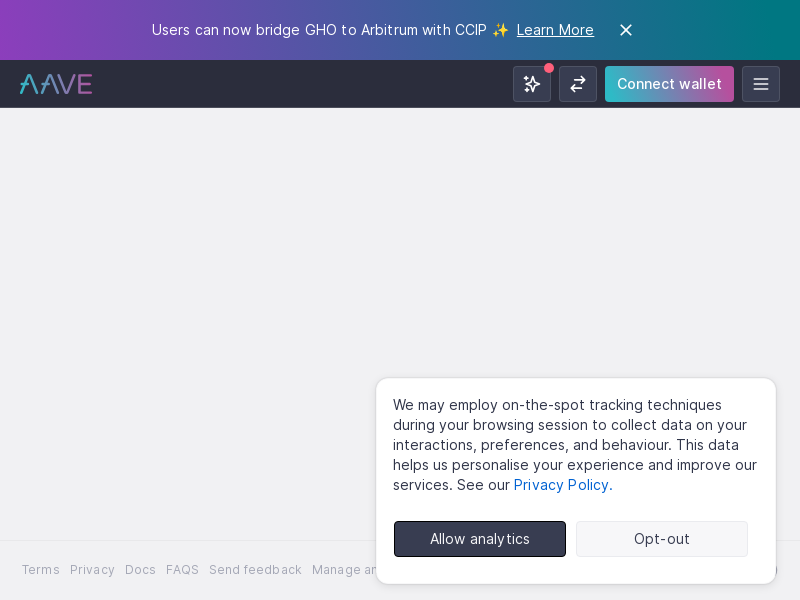 Users can now bridge GHO to Arbitrum with CCIP ✨ Learn More
AAVE
Connect wallet
We may employ on-the-spot tracking techniques
during your browsing session to collect data on your
interactions, preferences, and behaviour. This data
helps us personalise your experience and improve our
services. See our Privacy Policy.
Allow analytics
Opt-out
Terms Privacy Docs FAQS Send feedback Manage